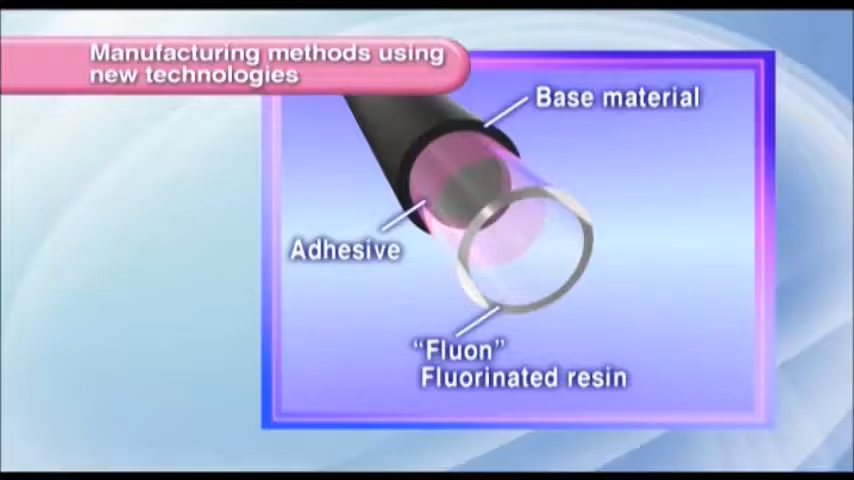 Manufacturing methods using
new technologies
Base material
Adhesive
“Fluon”
Fluorinated resin